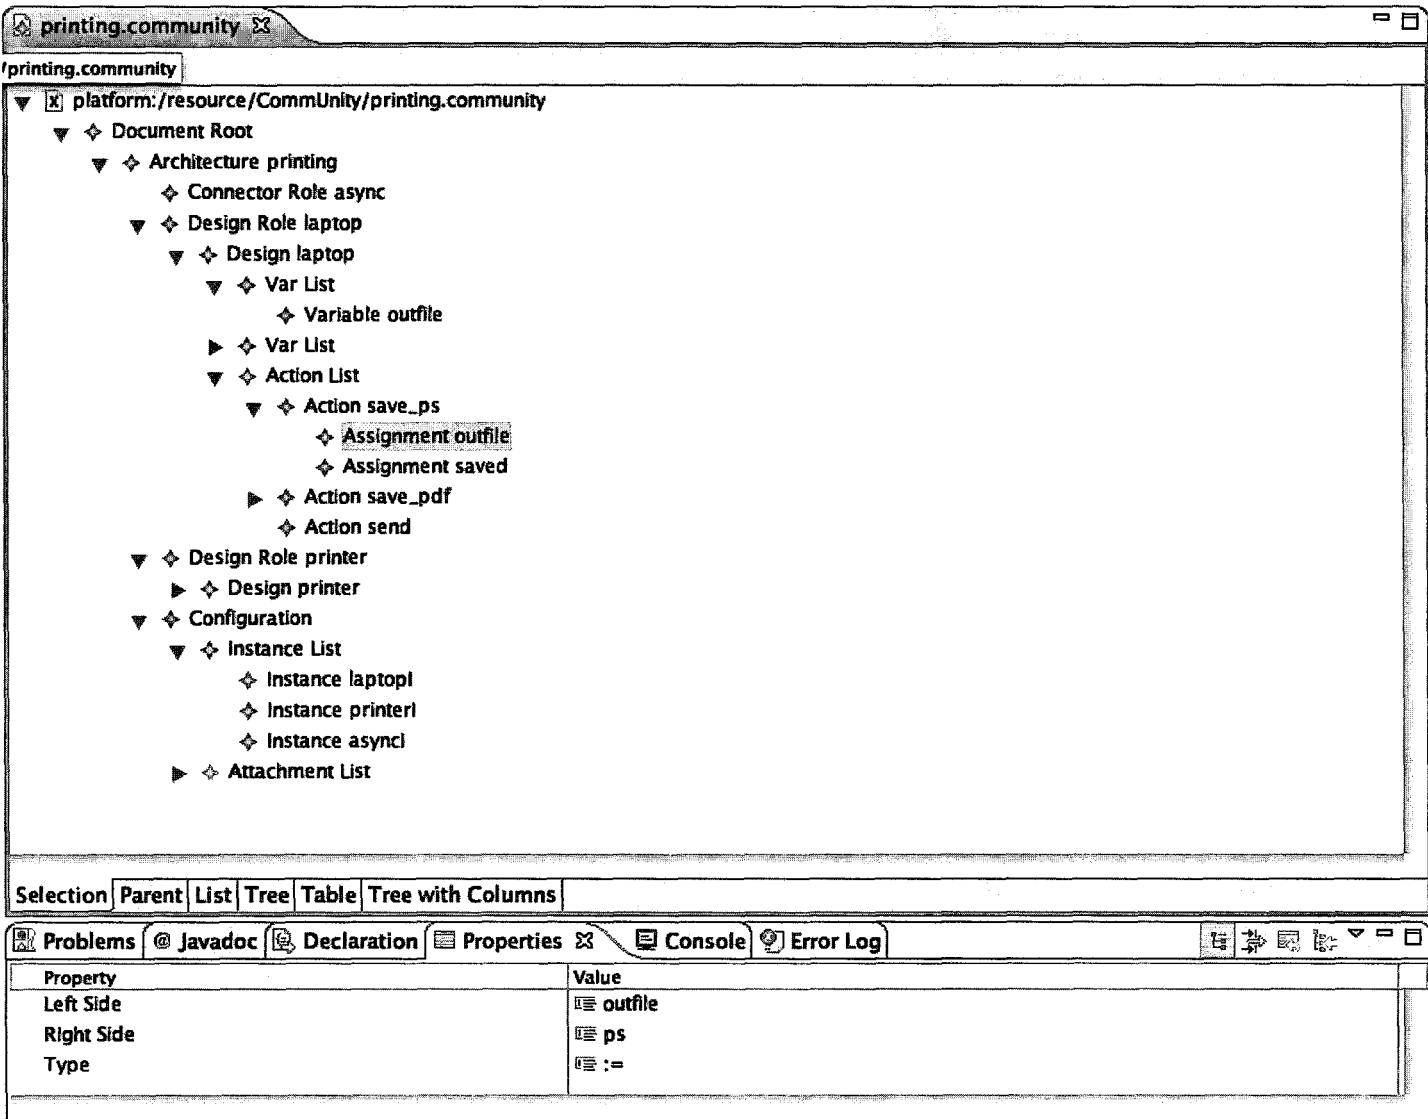 printing.community
/printing.community
platform:/resource/CommUnity/printing.community
Document Root
Architecture printing
Connector Role async
Design Role laptop
Design laptop
Var List
Variable outfile
Var List
Action List
Action save_ps
Assignment outfile
Assignment saved
Action save_pdf
Action send
Design Role printer
Design printer
Configuration
Instance List
Instance laptopI
Instance printerI
Instance asyncI
Attachment List
Selection Parent List Tree Table Tree with Columns
Problems @ Javadoc Declaration Properties Console Error Log
Property Value
Left Side outfile
Right Side ps
Type :=